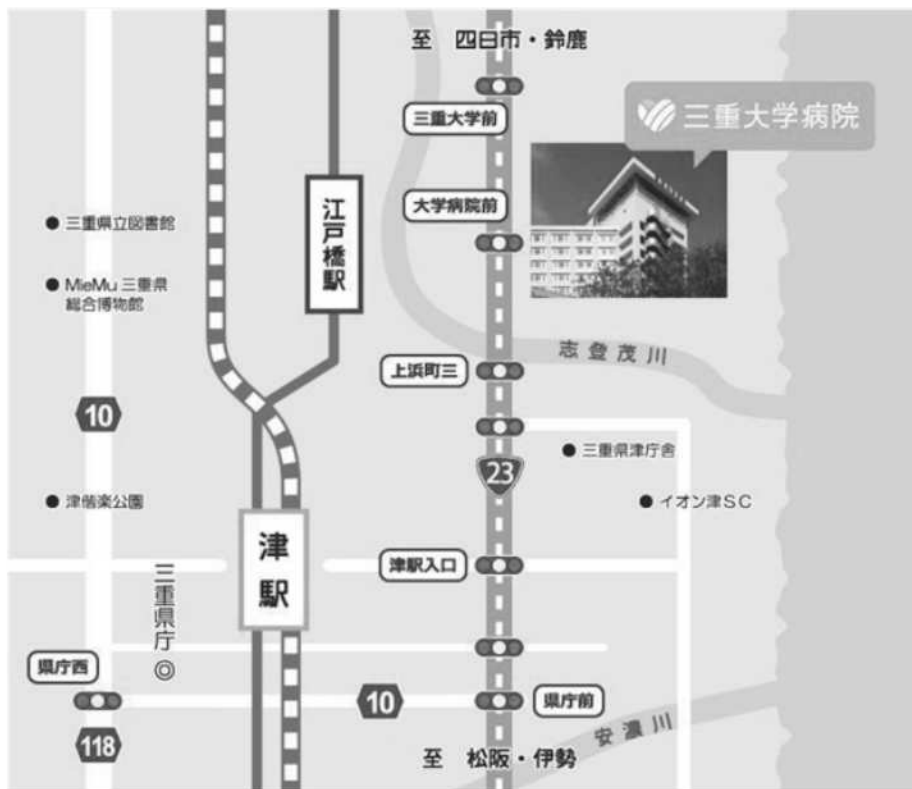 至 四日市・鈴鹿
三重大学病院
三重大学前
大学病院前
江戸橋駅
● 三重県立図書館
● MieMu 三重県
総合博物館
志登茂川
上浜町三
10
● 三重県津庁舎
23
● 津偕楽公園
● イオン津SC
津駅
津駅入口
三重県庁◎
県庁西
10
県庁前
118
安濃川
至 松阪・伊勢